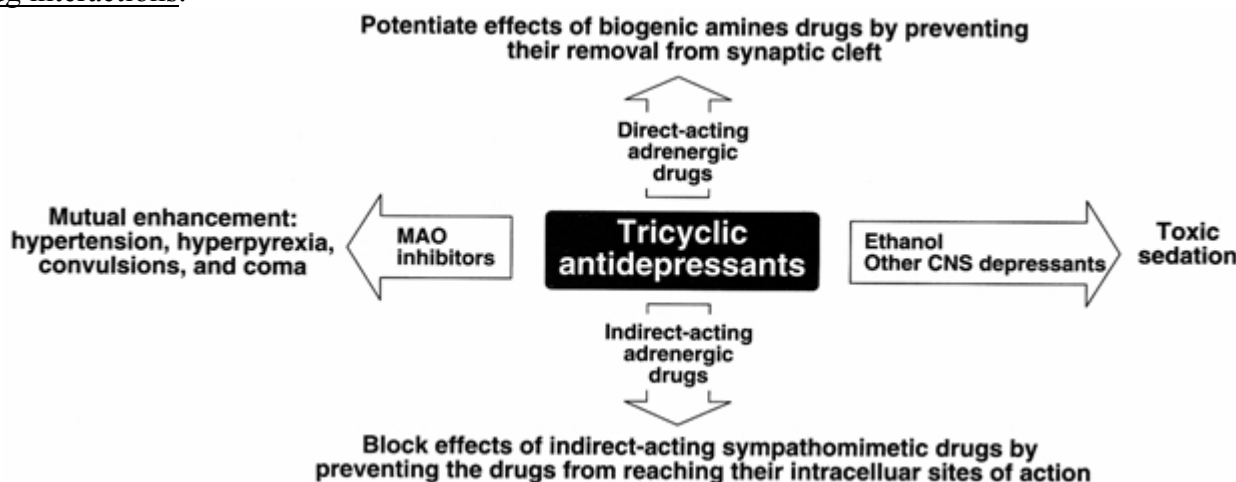 g interactions.
Potentiate effects of biogenic amines drugs by preventing
their removal from synaptic cleft
Direct-acting
adrenergic
drugs
Mutual enhancement:
hypertension, hyperpyrexia,
convulsions, and coma
MAO
inhibitors
Tricyclic
antidepressants
Ethanol
Other CNS depressants
Toxic
sedation
Indirect-acting
adrenergic
drugs
Block effects of indirect-acting sympathomimetic drugs by
preventing the drugs from reaching their intracelluar sites of action